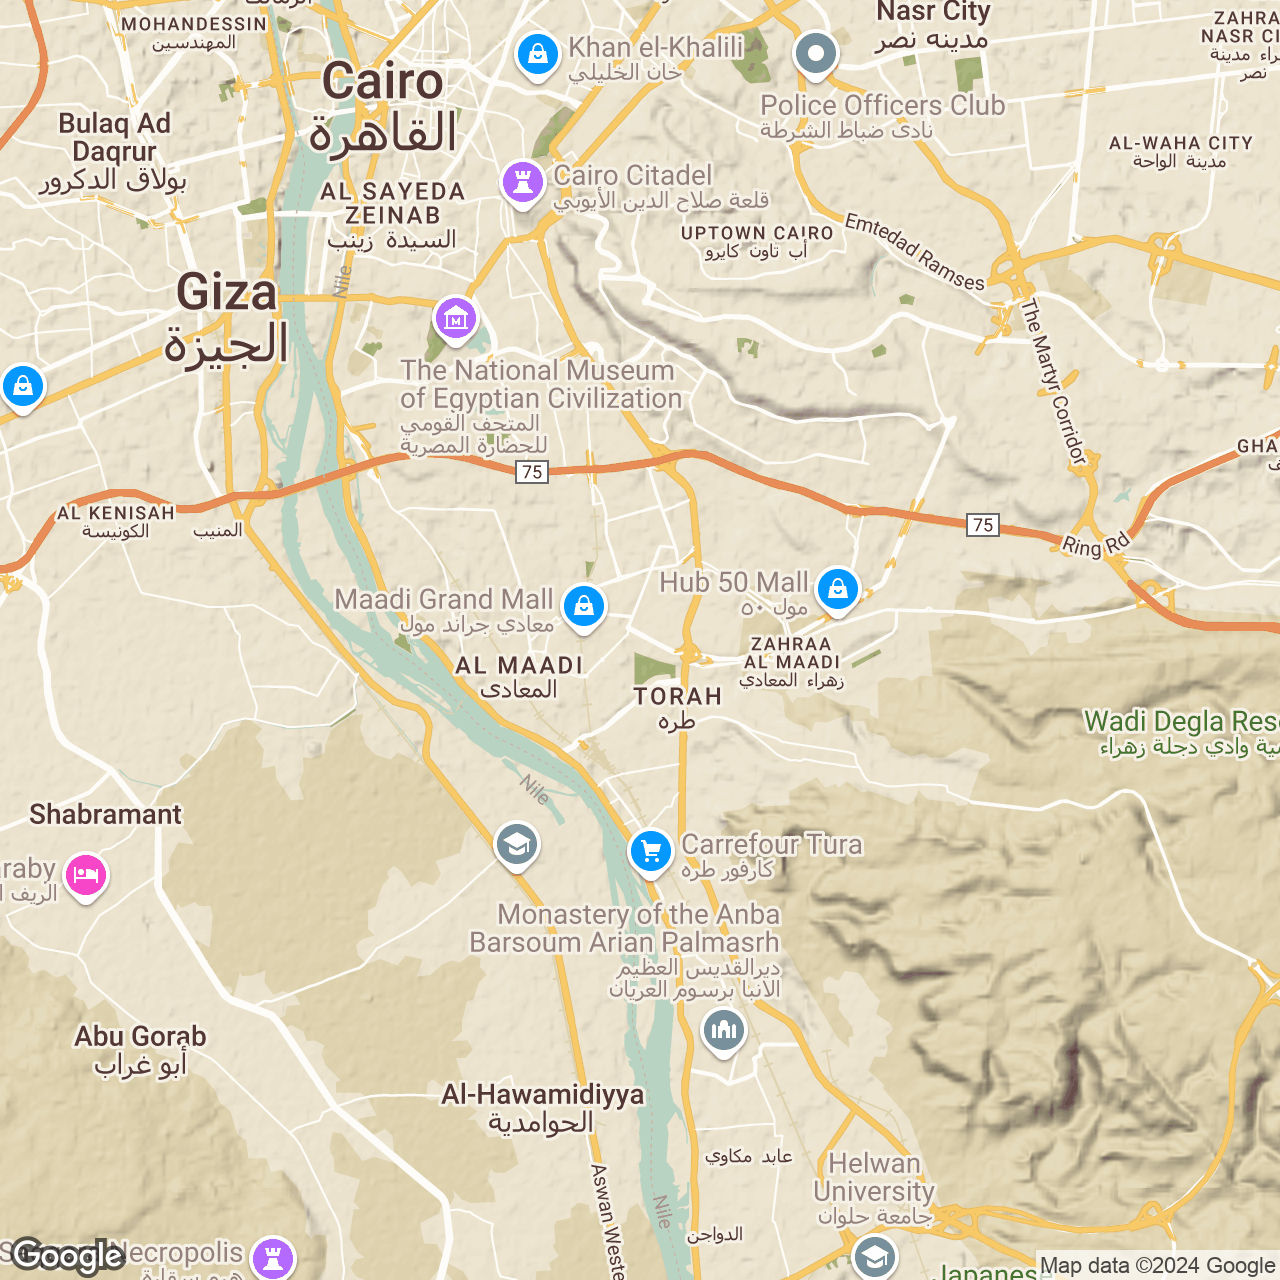 MOHANDESSIN
المهندسين
Khan el-Khalili
خان الخليلي
Nasr City
مدينه نصر
Cairo
القاهرة
Bulaq Ad
Daqrur
بولاق الدكرور
Police Officers Club
نادى ضباط الشرطة
AL-WAHA CITY
مدينة الواحة
Cairo Citadel
قلعة صلاح الدين الأيوبي
AL SAYEDA
ZEINAB
السيدة زينب
UPTOWN CAIRO
أب تاون كايرو
Emtedad Ramses
Nile
Giza
الجيزة
The Martyr Corridor
The National Museum
of Egyptian Civilization
المتحف القومي
للحضارة المصرية
75
AL KENISAH
الكونيسة
المنيب
75
Ring Rd
Maadi Grand Mall
معادي جراند مول
Hub 50 Mall
مول ٥٠
AL MAADI
المعادى
ZAHRAA
AL MAADI
زهراء المعادي
TORAH
طره
Wadi Degla
وادي دجلة زهراء
Nile
Shabramant
Carrefour Tura
كارفور طره
الريف
Monastery of the Anba
Barsoum Arian Palmasrh
ديرالقديس العظيم
الانبا برسوم العريان
Abu Gorab
أبو غراب
Al-Hawamidiyya
الحوامدية
عابد مكاوي
Helwan
University
جامعة حلوان
Aswan
Nile
الدواجن
Necropolis
سقارة
Japanese
Google
Map data ©2024 Google